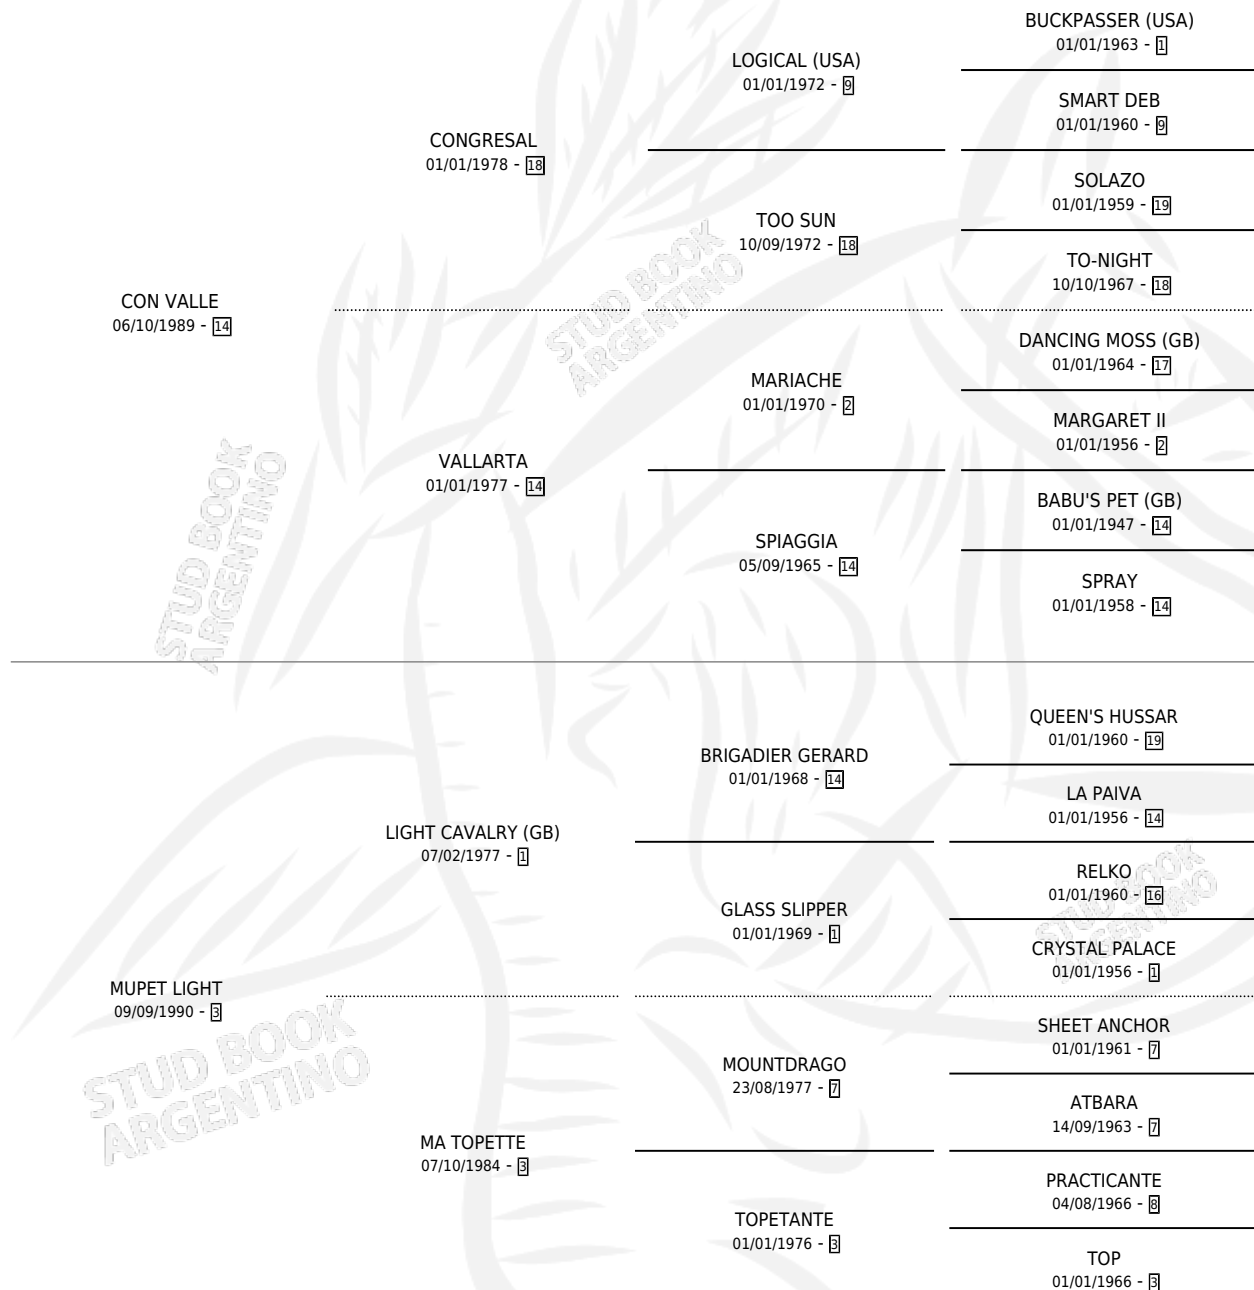 BUCKPASSER (USA)
01/01/1963 - 1
LOGICAL (USA)
01/01/1972 - 9
SMART DEB
01/01/1960 - 9
CONGRESAL
01/01/1978 - 18
SOLAZO
01/01/1959 - 19
TOO SUN
10/09/1972 - 18
TO-NIGHT
10/10/1967 - 18
CON VALLE
06/10/1989 - 14
DANCING MOSS (GB)
01/01/1964 - 17
MARIACHE
01/01/1970 - 2
MARGARET II
01/01/1956 - 2
VALLARTA
01/01/1977 - 14
BABU'S PET (GB)
01/01/1947 - 14
SPIAGGIA
05/09/1965 - 14
SPRAY
01/01/1958 - 14
QUEEN'S HUSSAR
01/01/1960 - 19
BRIGADIER GERARD
01/01/1968 - 14
LA PAIVA
01/01/1956 - 14
LIGHT CAVALRY (GB)
07/02/1977 - 1
RELKO
01/01/1960 - 16
GLASS SLIPPER
01/01/1969 - 1
CRYSTAL PALACE
01/01/1956 - 1
MUPET LIGHT
09/09/1990 - 3
SHEET ANCHOR
01/01/1961 - 7
MOUNTDRAGO
23/08/1977 - 7
ATBARA
14/09/1963 - 7
MA TOPETTE
07/10/1984 - 3
PRACTICANTE
04/08/1966 - 8
TOPETANTE
01/01/1976 - 3
TOP
01/01/1966 - 3
STUD BOOK
ARGENTINO
STUD BOOK
ARGENTINO
STUD BOOK
ARGENTINO
STUD BOOK
ARGENTINO